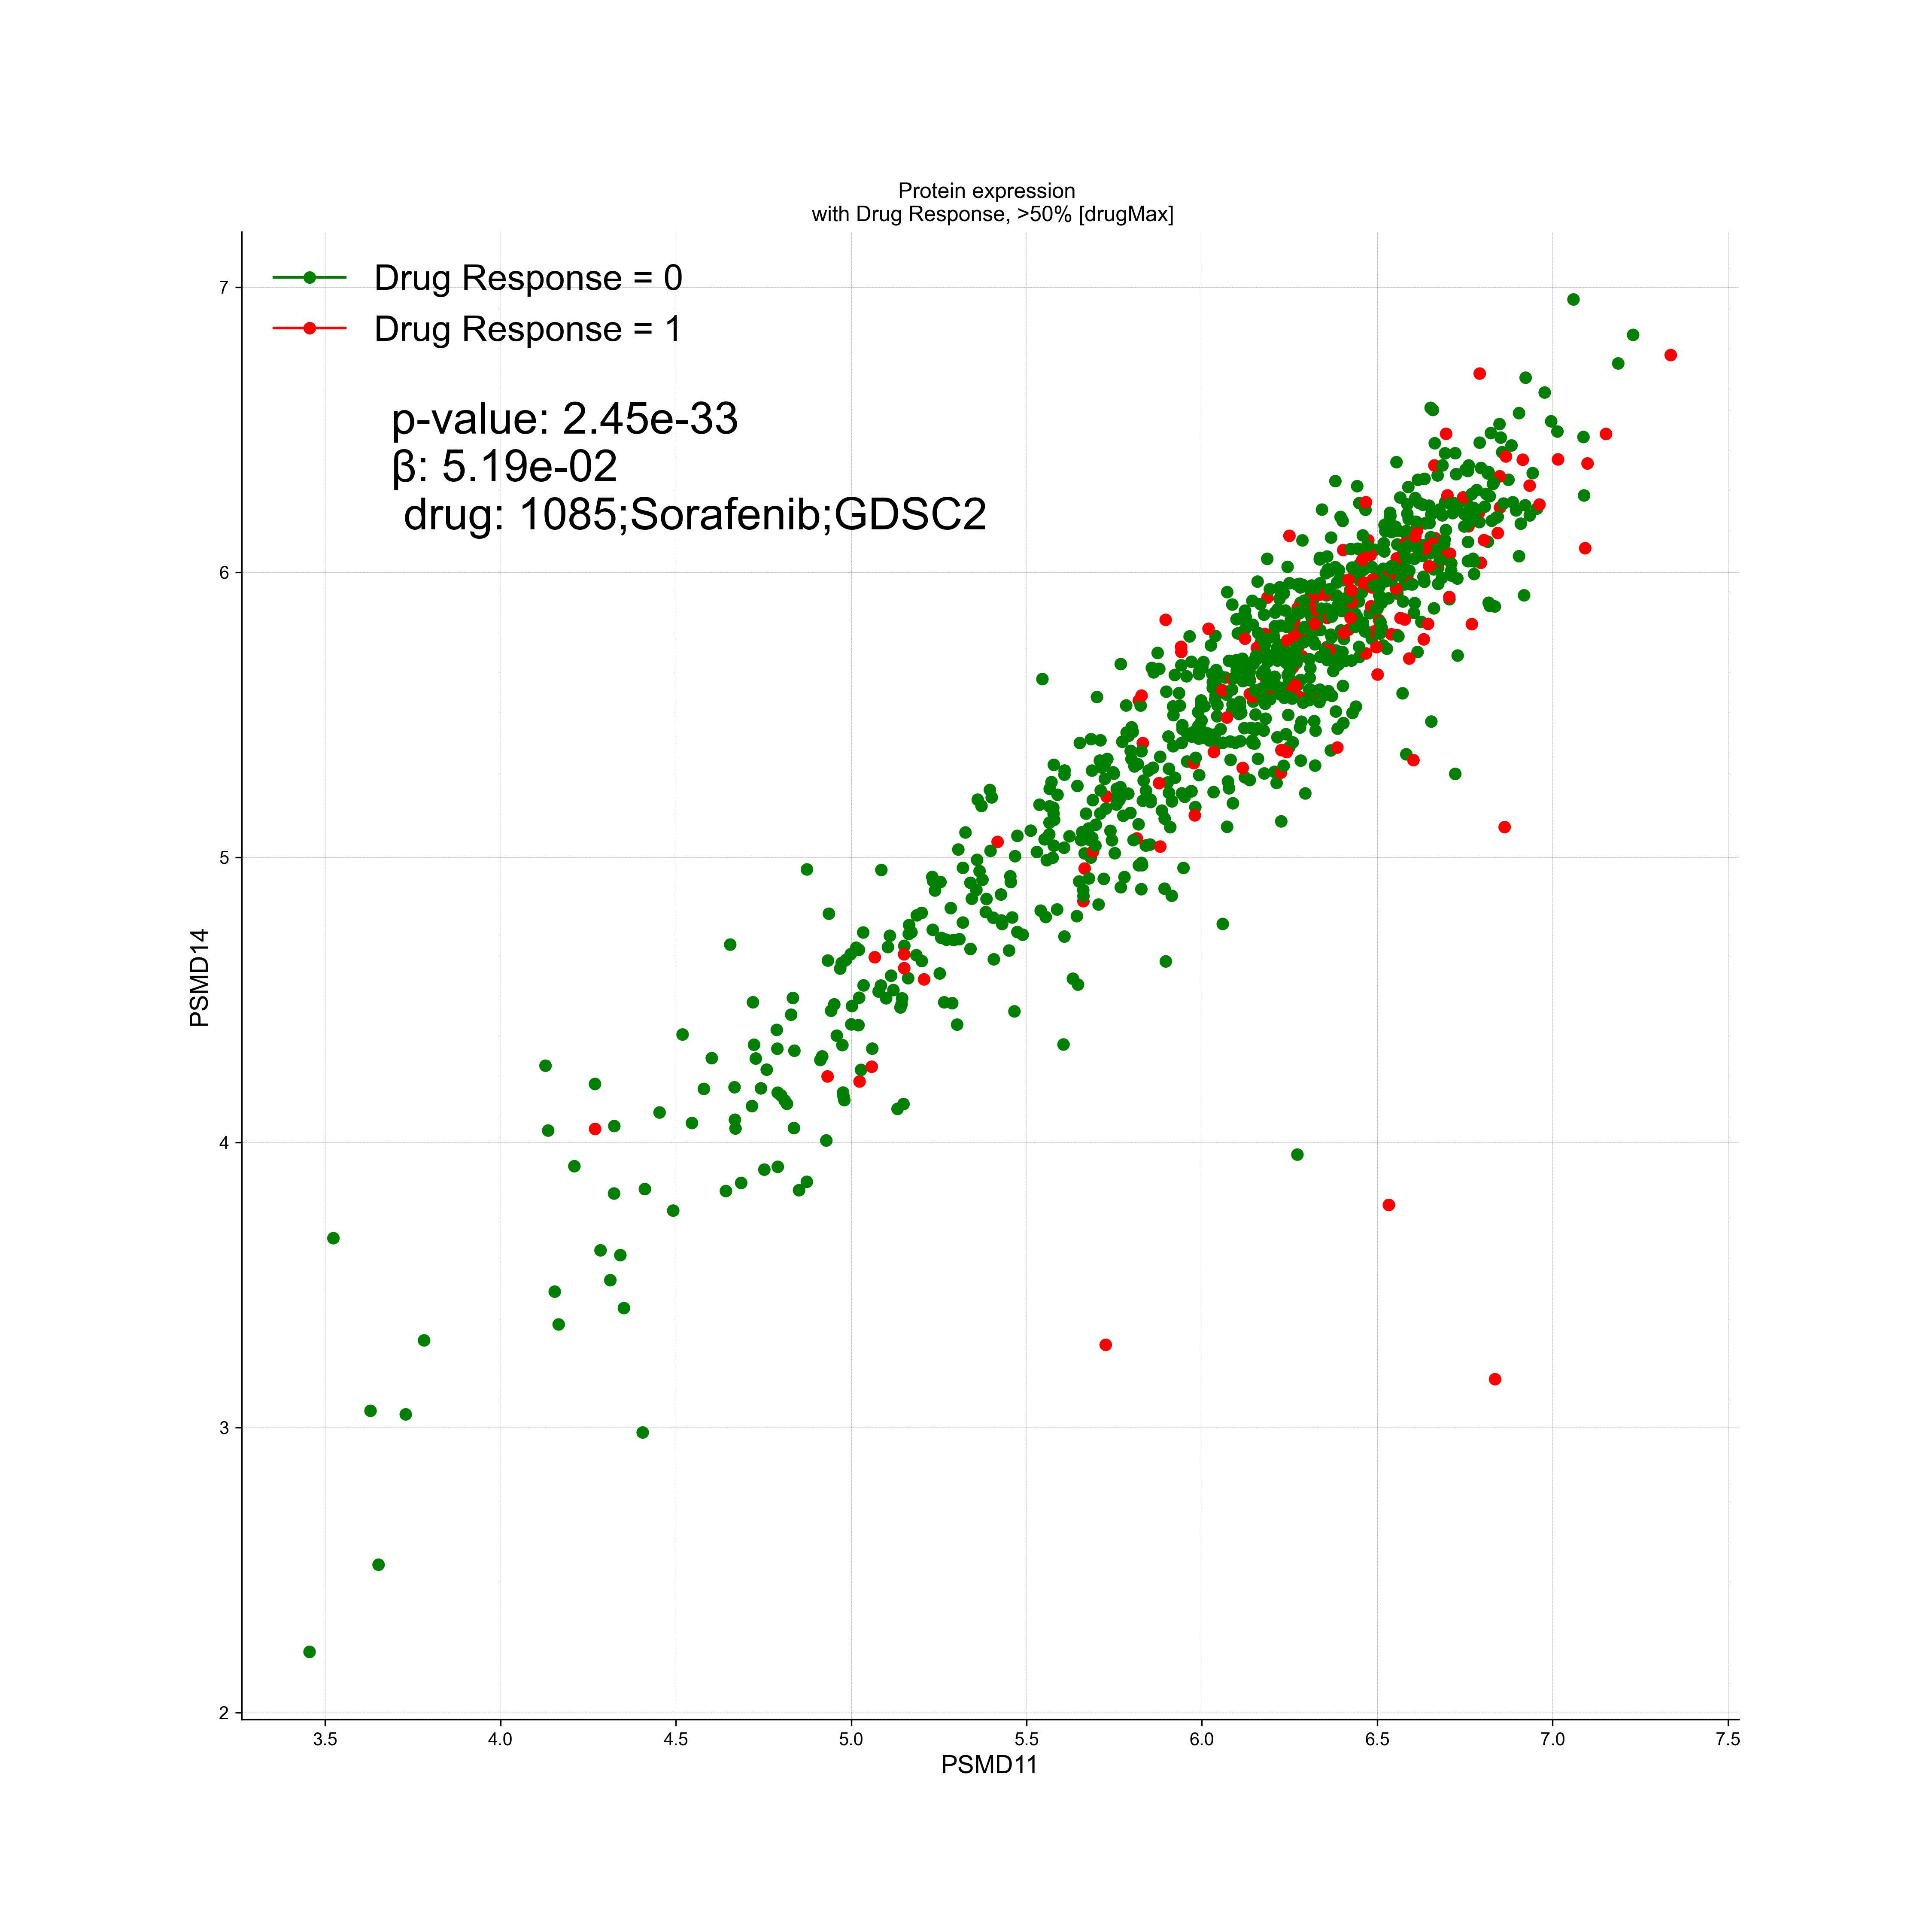 Protein expression
with Drug Response, >50% [drugMax]
Drug Response = 0
Drug Response = 1
p-value: 2.45e-33
β: 5.19e-02
drug: 1085;Sorafenib;GDSC2
PSMD14
7
6
5
4
3
2
3.5 4.0 4.5 5.0 5.5 6.0 6.5 7.0 7.5
PSMD11